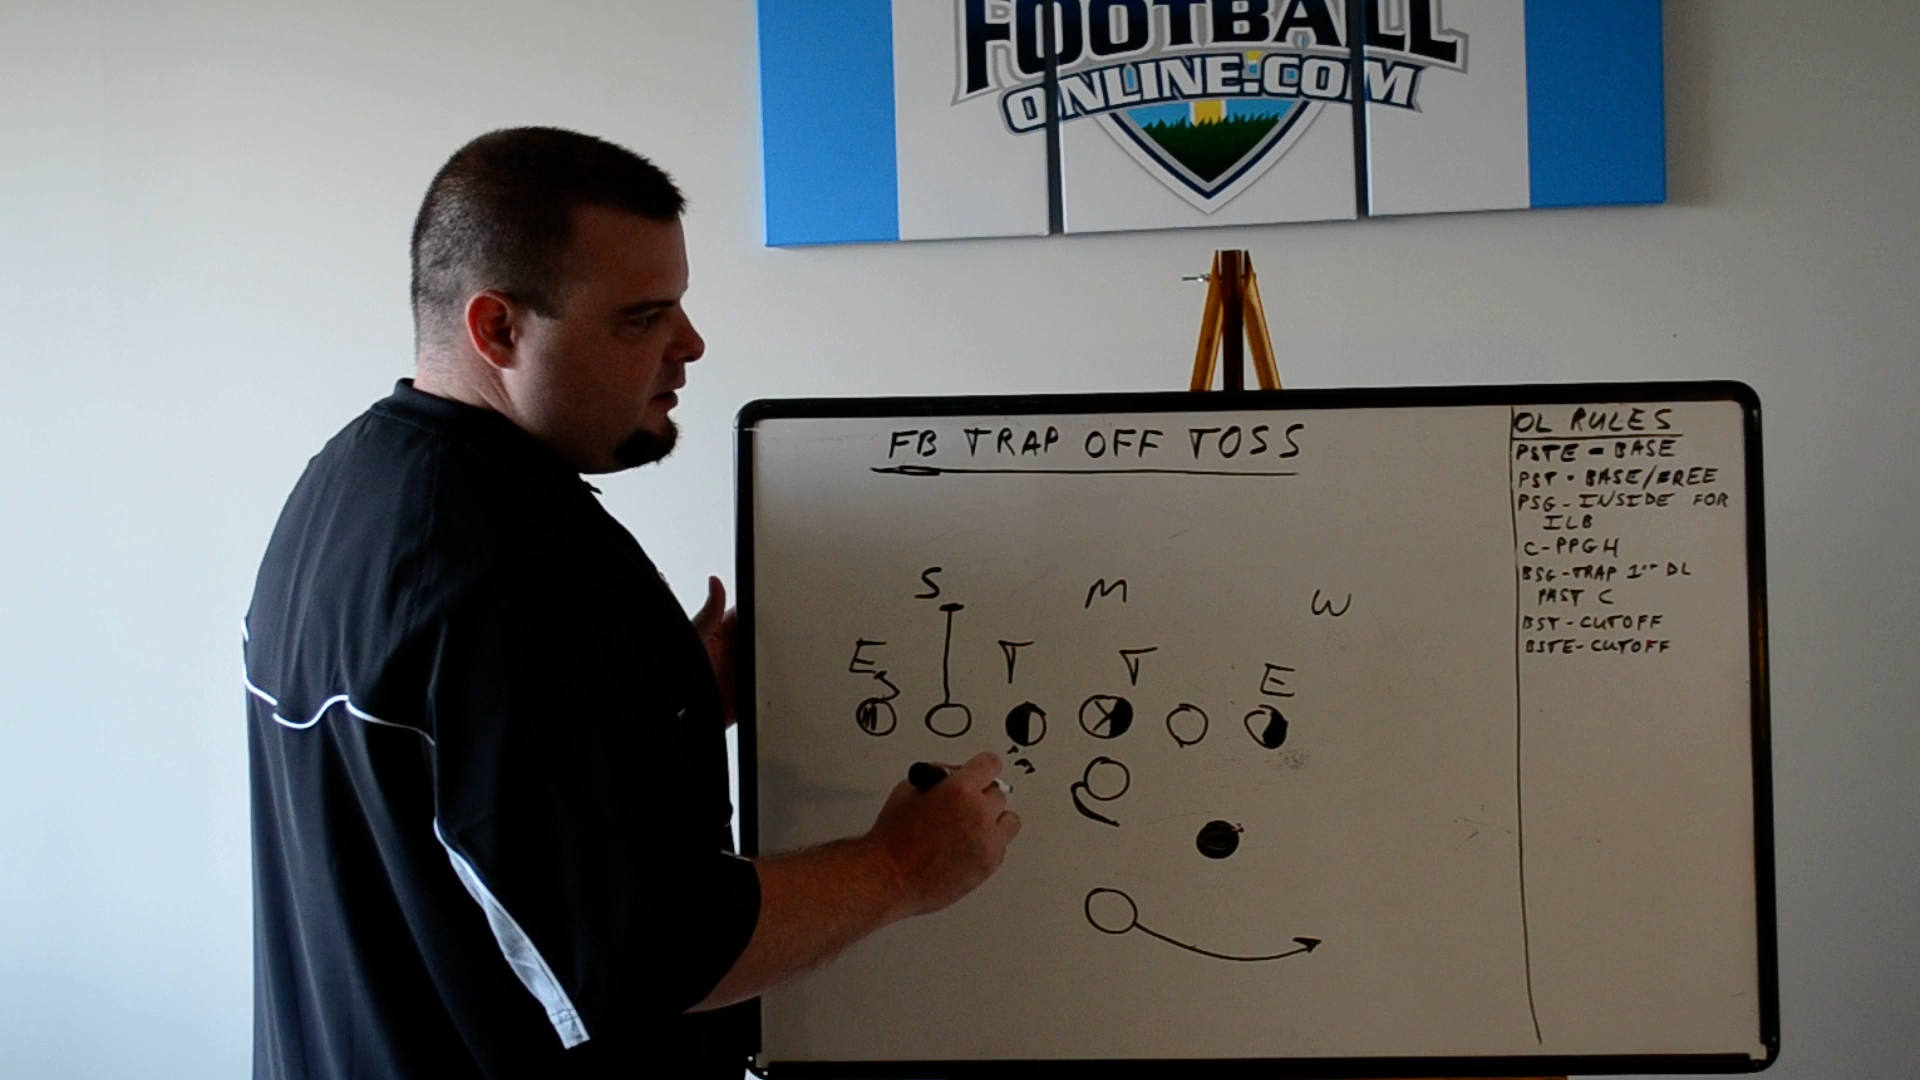 FOOTBALL
ONLINE.COM
FB TRAP OFF TOSS
S M W
E T T E
OL RULES
PSTE - BASE
PST - BASE/FREE
PSG - INSIDE FOR
ILB
C-PPGH
BSG-TRAP 1ST DL
PAST C
BST-CUTOFF
BSTE-CUTOFF